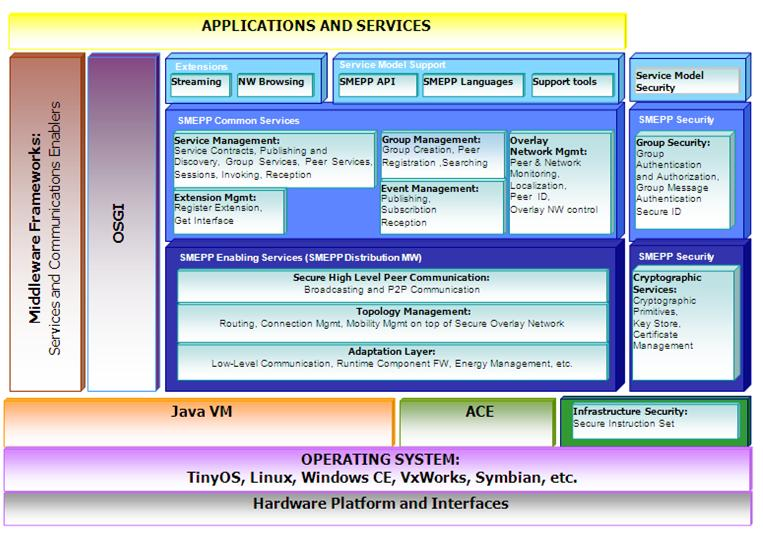 APPLICATIONS AND SERVICES
Middleware Frameworks:
Services and Communications Enablers
OSGI
Extensions
Streaming
NW Browsing
Service Model Support
SMEPP API
SMEPP Languages
Support tools
Service Model
Security
SMEPP Common Services
Service Management:
Service Contracts, Publishing and
Discovery, Group Services, Peer Services,
Sessions, Invoking, Reception
Extension Mgmt:
Register Extension,
Get Interface
Group Management:
Group Creation, Peer
Registration ,Searching
Event Management:
Publishing,
Subscribtion
Reception
Overlay
Network Mgmt:
Peer & Network
Monitoring,
Localization,
Peer ID,
Overlay NW control
SMEPP Security
Group Security:
Group
Authentication
and Authorization,
Group Message
Authentication
Secure ID
SMEPP Enabling Services (SMEPP Distribution MW)
Secure High Level Peer Communication:
Broadcasting and P2P Communication
Topology Management:
Routing, Connection Mgmt, Mobility Mgmt on top of Secure Overlay Network
Adaptation Layer:
Low-Level Communication, Runtime Component FW, Energy Management, etc.
SMEPP Security
Cryptographic
Services:
Cryptographic
Primitives,
Key Store,
Certificate
Management
Java VM
ACE
Infrastructure Security:
Secure Instruction Set
OPERATING SYSTEM:
TinyOS, Linux, Windows CE, VxWorks, Symbian, etc.
Hardware Platform and Interfaces